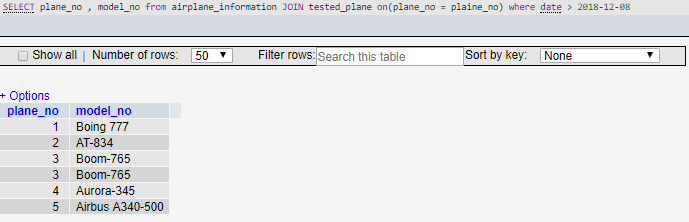 SELECT plane_no , model_no from airplane_information JOIN tested_plane on(plane_no = plaine_no) where date > 2018-12-08
Show all | Number of rows: 50 Filter rows: Search this table Sort by key: None
+ Options
plane_no model_no
1 Boing 777
2 AT-834
3 Boom-765
3 Boom-765
4 Aurora-345
5 Airbus A340-500